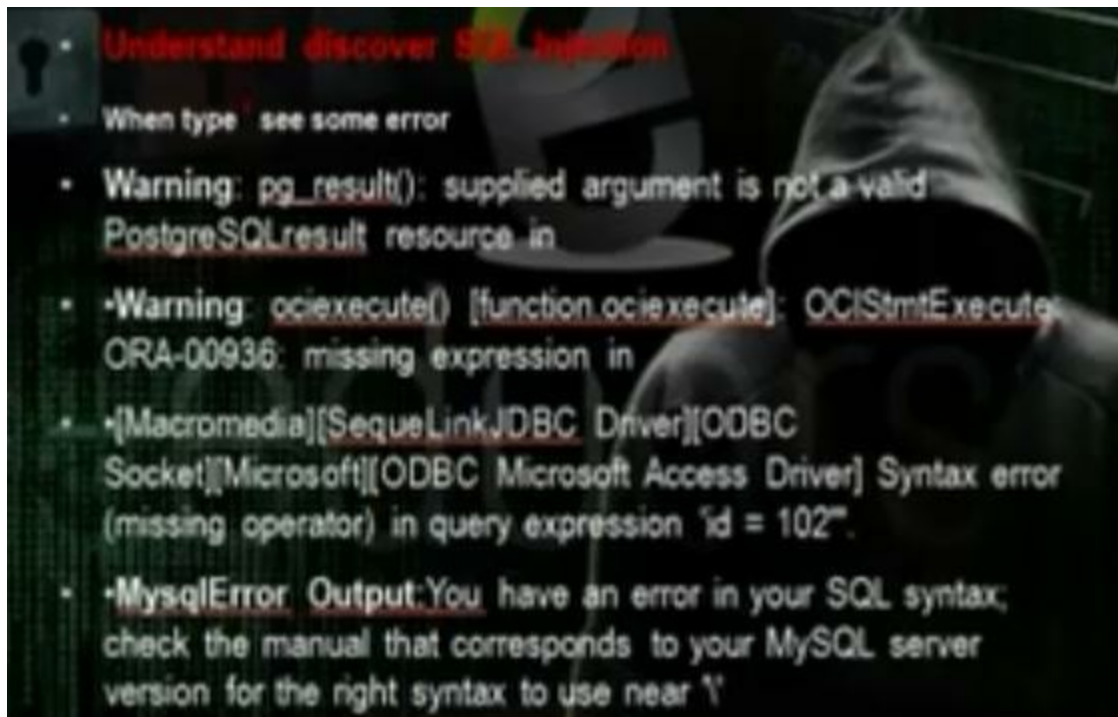 • Understand discover SQL Injection
• When type ' see some error
• Warning: pg_result(): supplied argument is not a valid
PostgreSQLresult resource in
• •Warning: ociexecute() [function.ociexecute]: OCIStmtExecute:
ORA-00936: missing expression in
• •[Macromedia][SequeLinkJDBC Driver][ODBC
Socket][Microsoft][ODBC Microsoft Access Driver] Syntax error
(missing operator) in query expression 'id = 102''.
• •MysqlError Output:You have an error in your SQL syntax;
check the manual that corresponds to your MySQL server
version for the right syntax to use near '\'